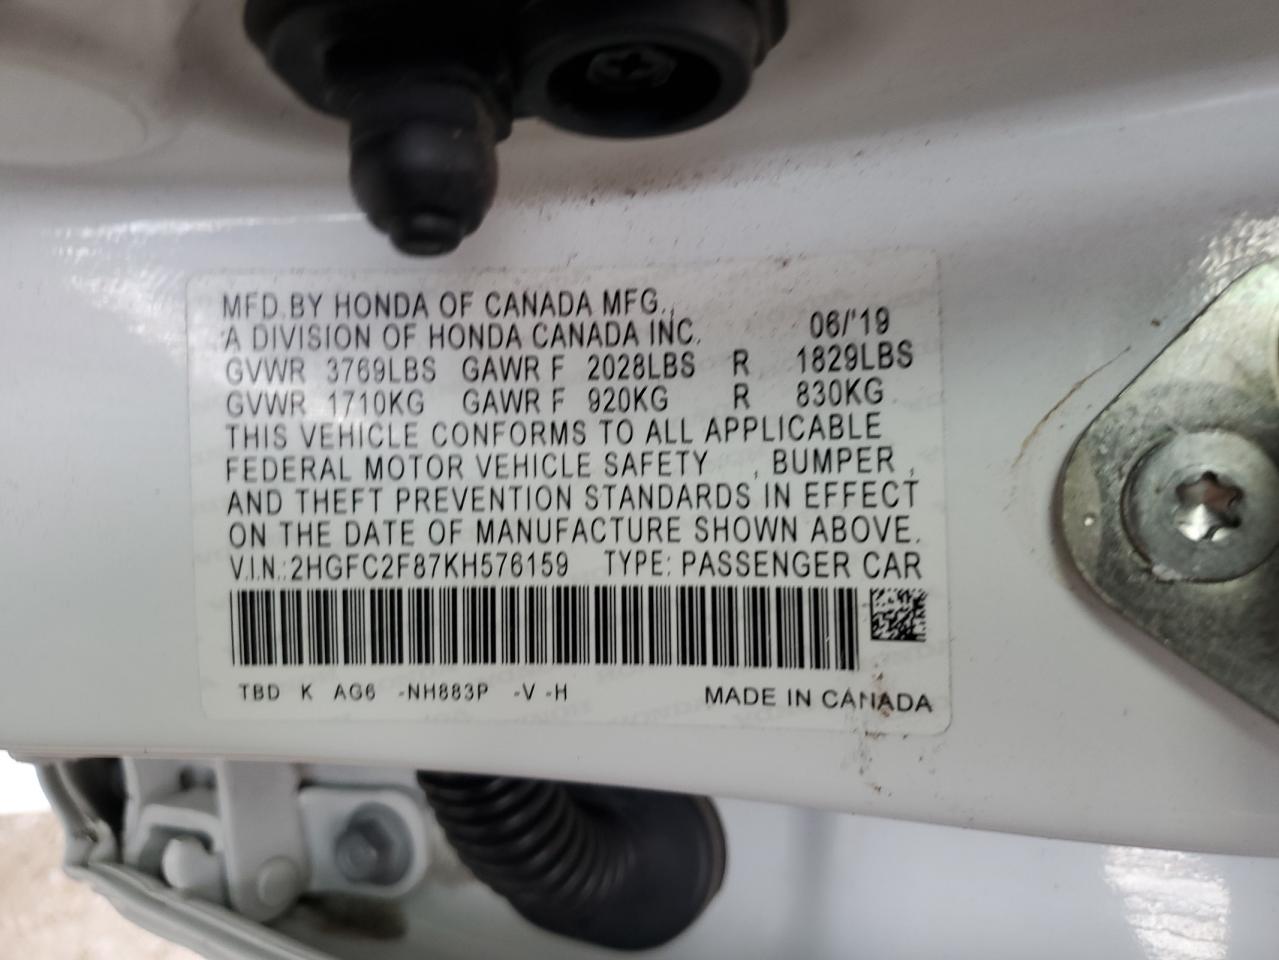 MFD.BY HONDA OF CANADA MFG.,
A DIVISION OF HONDA CANADA INC. 06/'19
GVWR 3769LBS GAWR F 2028LBS R 1829LBS
GVWR 1710KG GAWR F 920KG R 830KG
THIS VEHICLE CONFORMS TO ALL APPLICABLE
FEDERAL MOTOR VEHICLE SAFETY , BUMPER ,
AND THEFT PREVENTION STANDARDS IN EFFECT
ON THE DATE OF MANUFACTURE SHOWN ABOVE.
V.I.N.:2HGFC2F87KH576159 TYPE: PASSENGER CAR
TBD K AG6 -NH883P -V -H MADE IN CANADA